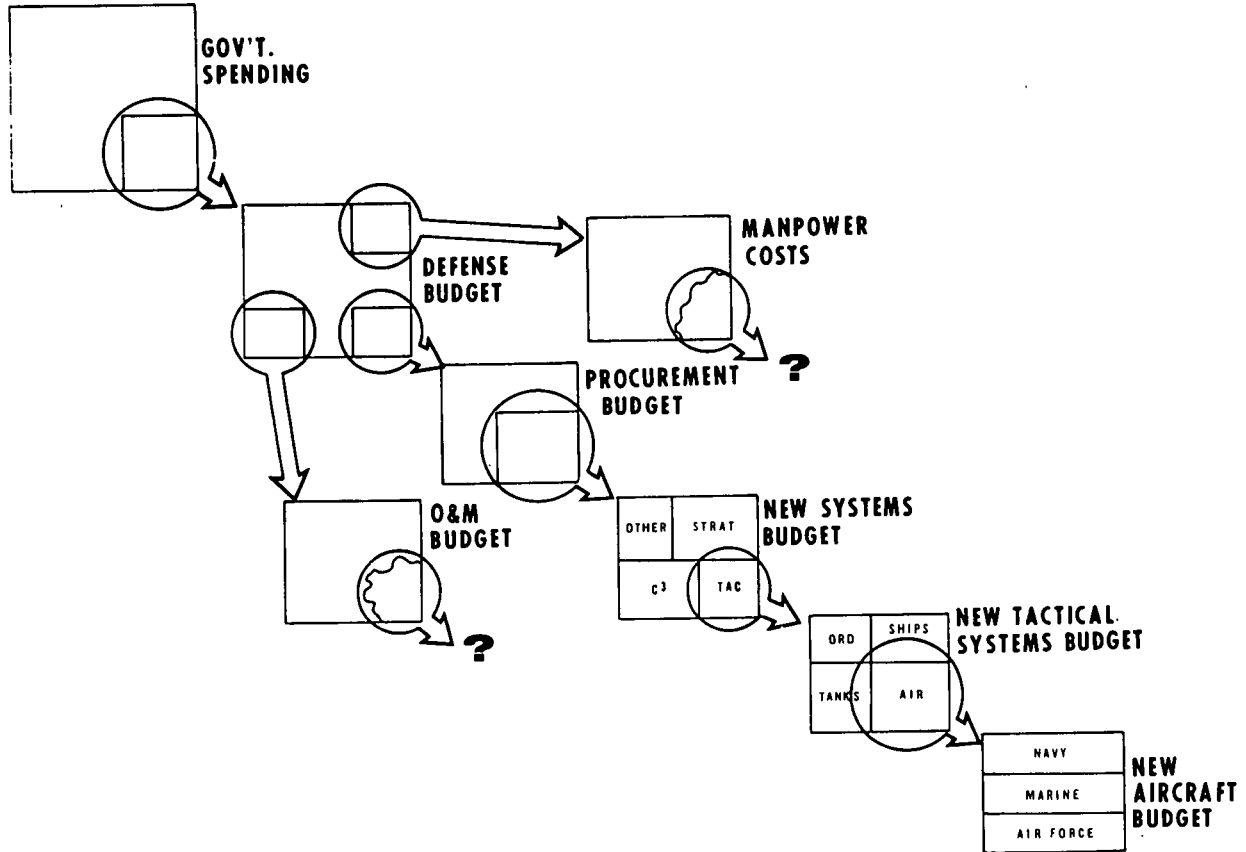 GOV'T.
SPENDING
MANPOWER
COSTS
DEFENSE
BUDGET
?
PROCUREMENT
BUDGET
O&M
BUDGET
?
NEW SYSTEMS
BUDGET
OTHER STRAT
C³ TAC
NEW TACTICAL
SYSTEMS BUDGET
ORD SHIPS
TANKS AIR
NEW
AIRCRAFT
BUDGET
NAVY
MARINE
AIR FORCE